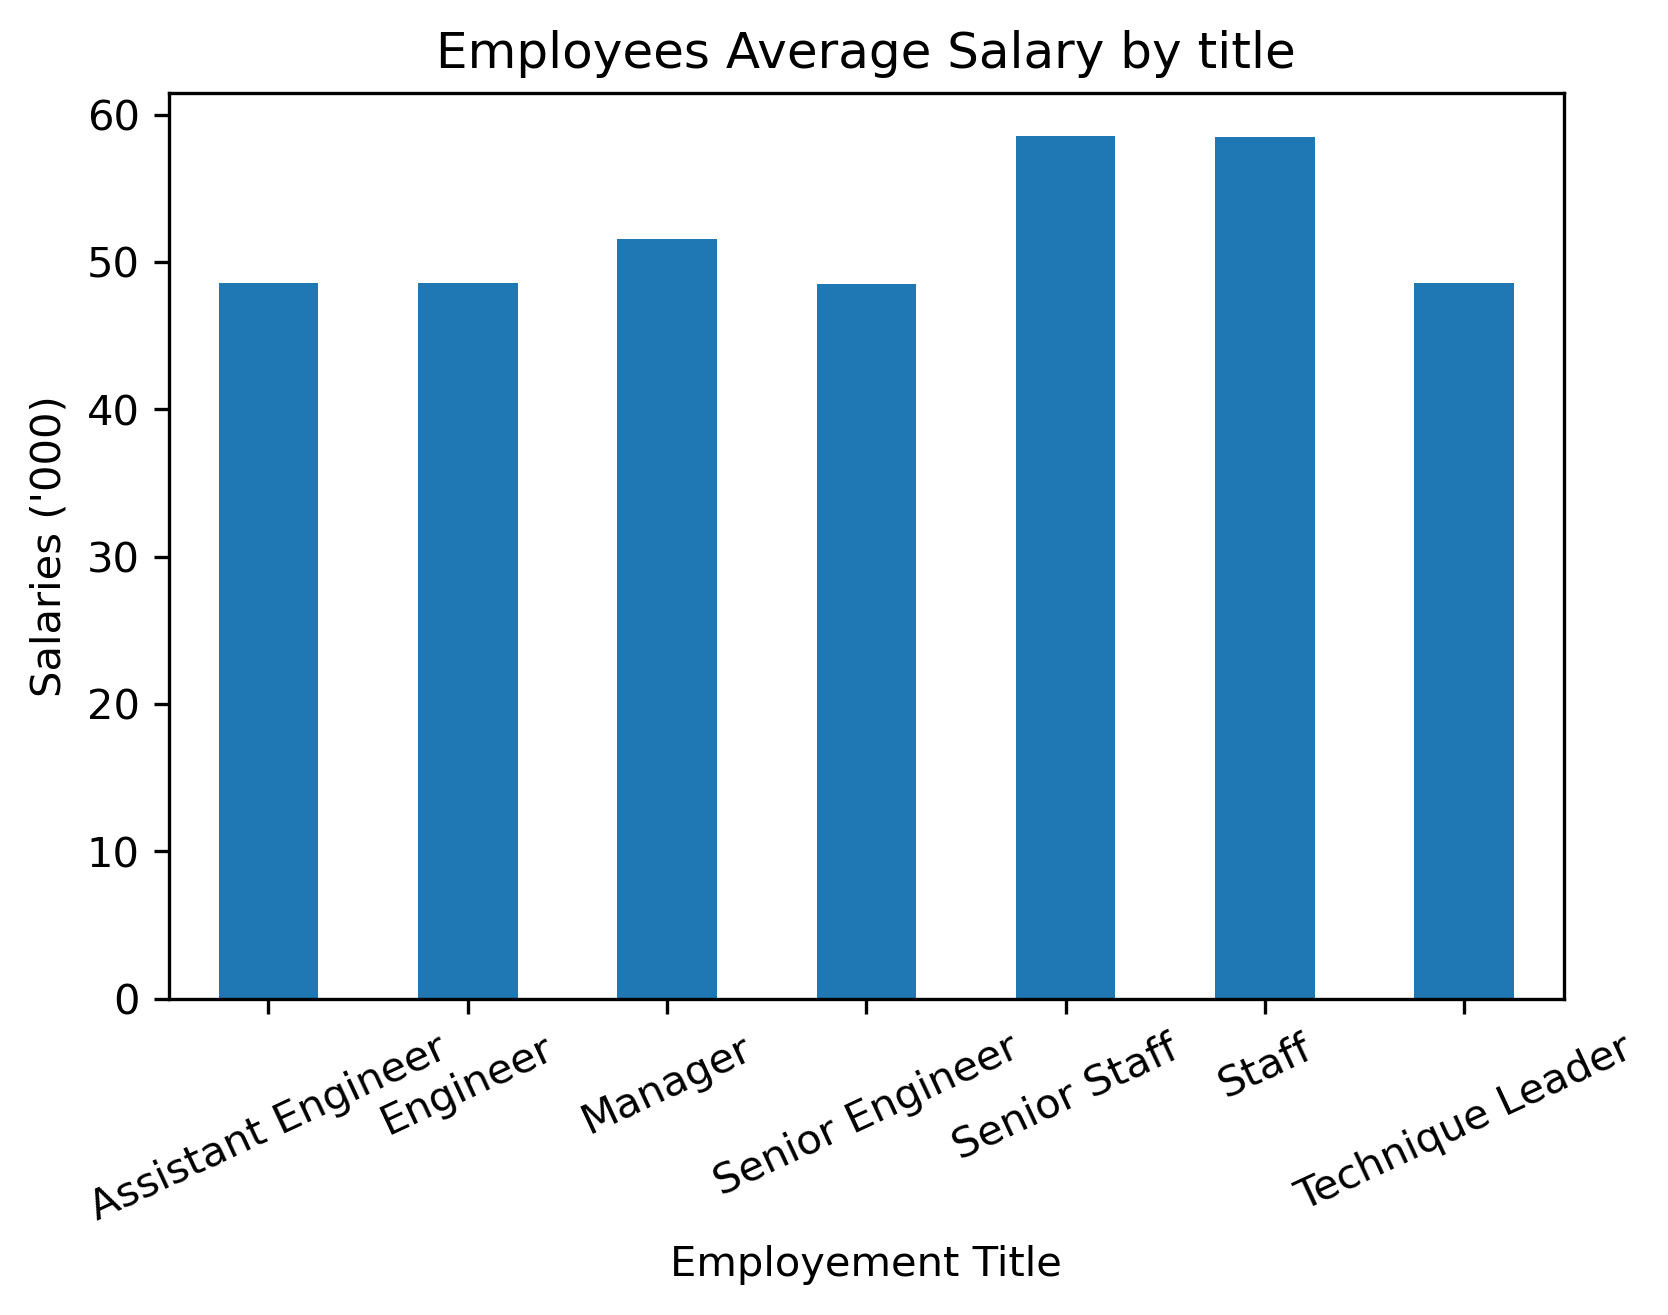 Employees Average Salary by title
60
50
40
30
20
10
0
Salaries ('000)
Assistant Engineer
Engineer
Manager
Senior Engineer
Senior Staff
Staff
Technique Leader
Employement Title